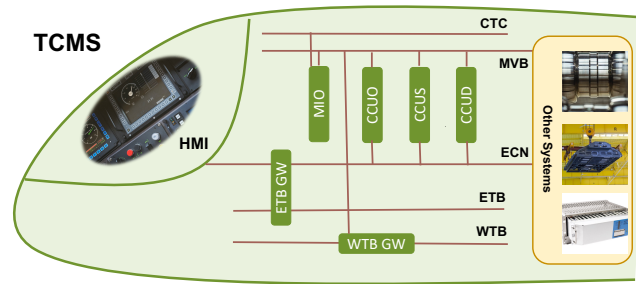 TCMS
CTC
MVB
MIO
CCUO
CCUS
CCUD
Other Systems
HMI
ECN
ETB GW
ETB
WTB
WTB GW